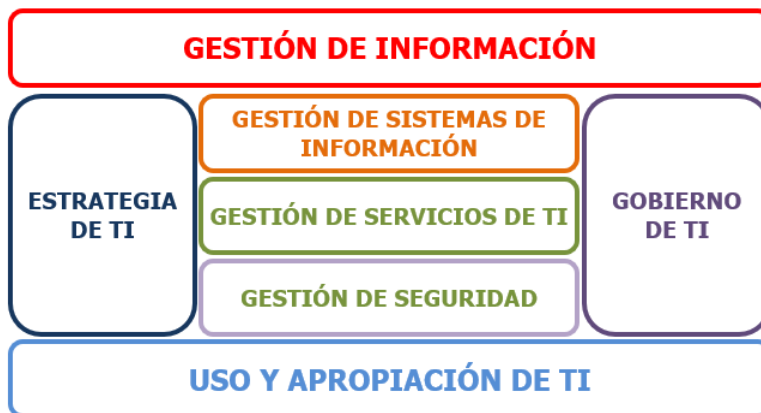 GESTIÓN DE INFORMACIÓN
GESTIÓN DE SISTEMAS DE
INFORMACIÓN
ESTRATEGIA
DE TI
GESTIÓN DE SERVICIOS DE TI
GOBIERNO
DE TI
GESTIÓN DE SEGURIDAD
USO Y APROPIACIÓN DE TI